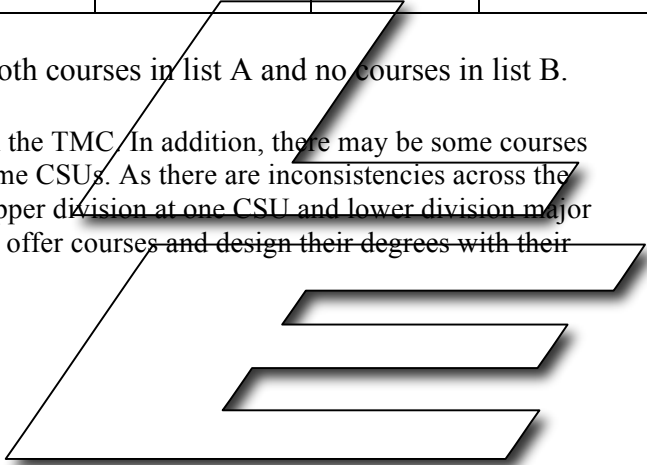 oth courses in list A and no courses in list B.
the TMC. In addition, there may be some courses
me CSUs. As there are inconsistencies across the
pper division at one CSU and lower division major
offer courses and design their degrees with their
L
E